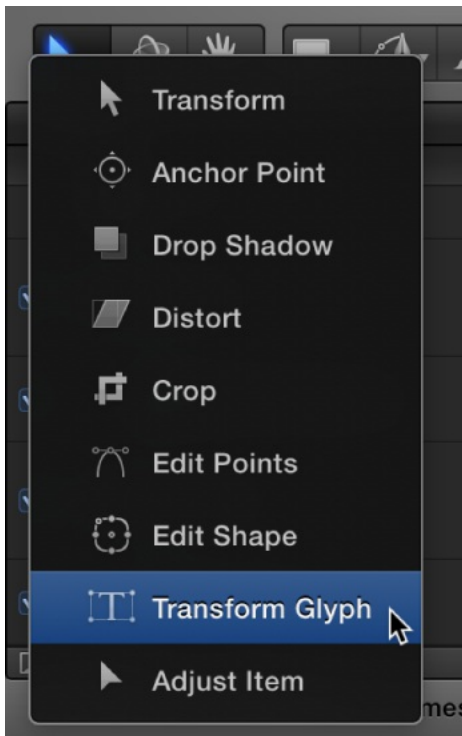 Transform
Anchor Point
Drop Shadow
Distort
Crop
Edit Points
Edit Shape
Transform Glyph
Adjust Item